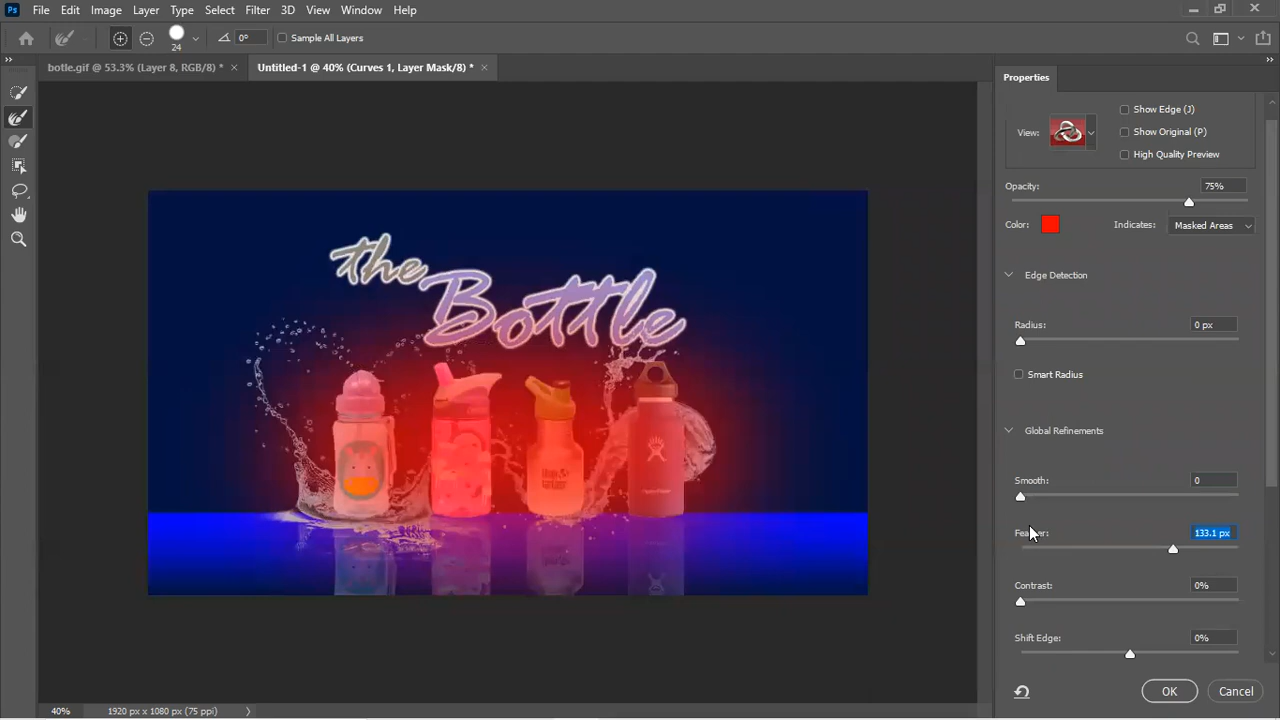 Ps File Edit Image Layer Type Select Filter 3D View Window Help
24 0° Sample All Layers
botle.gif @ 53.3% (Layer 8, RGB/8) * × Untitled-1 @ 40% (Curves 1, Layer Mask/8) * ×
Properties
Show Edge (J)
View: Show Original (P)
High Quality Preview
Opacity: 75%
Color: Indicates: Masked Areas
Edge Detection
Radius: 0 px
Smart Radius
Global Refinements
Smooth: 0
Feather: 133.1 px
Contrast: 0%
Shift Edge: 0%
OK Cancel
the
Bottle
40% 1920 px x 1080 px (75 ppi)